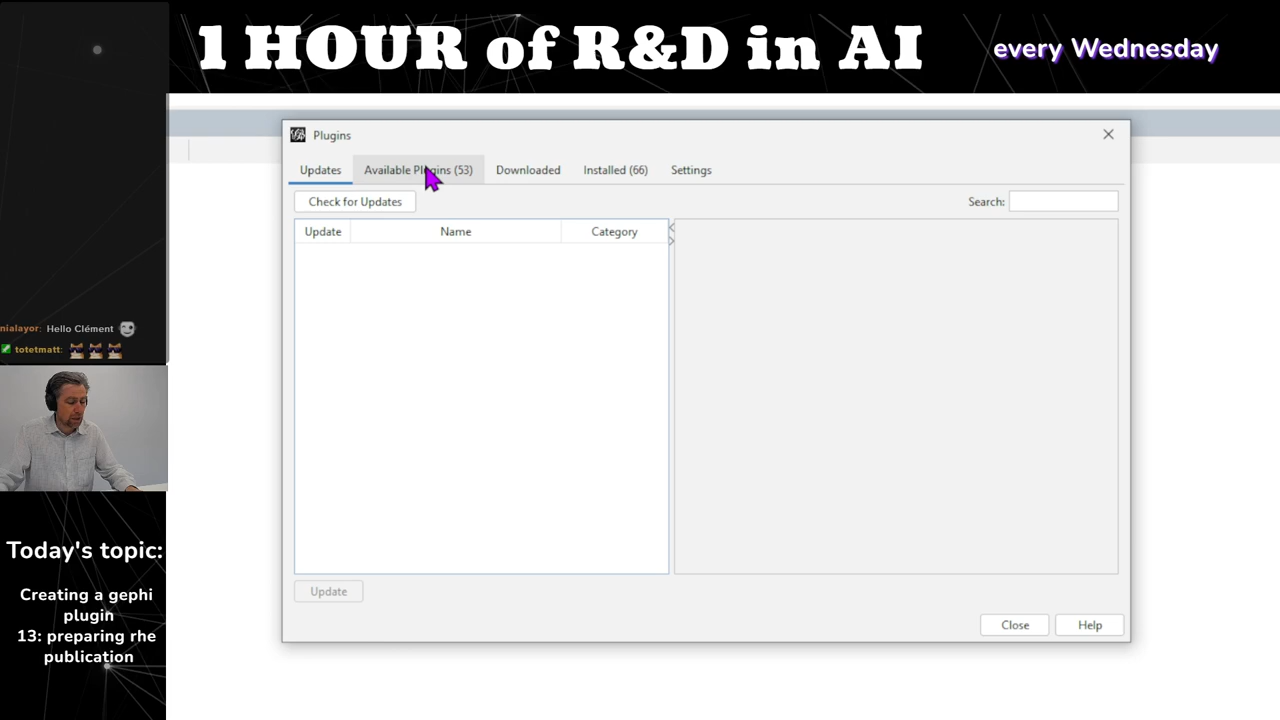 1 HOUR of R&D in AI
every Wednesday
Plugins
Updates
Available Plugins (53)
Downloaded
Installed (66)
Settings
Check for Updates
Search:
Update
Name
Category
nialayor: Hello Clément
totetmatt:
Today's topic:
Creating a gephi
plugin
13: preparing rhe
publication
Update
Close
Help